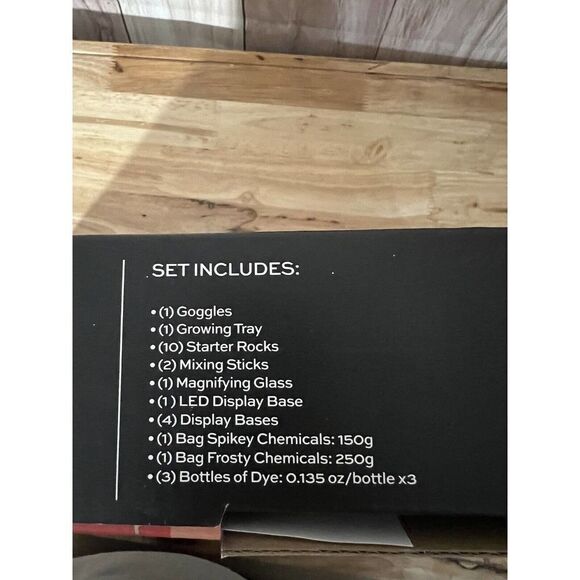 SET INCLUDES:
• (1) Goggles
• (1) Growing Tray
• (10) Starter Rocks
• (2) Mixing Sticks
• (1) Magnifying Glass
• (1) LED Display Base
• (4) Display Bases
• (1) Bag Spikey Chemicals: 150g
• (1) Bag Frosty Chemicals: 250g
• (3) Bottles of Dye: 0.135 oz/bottle x3